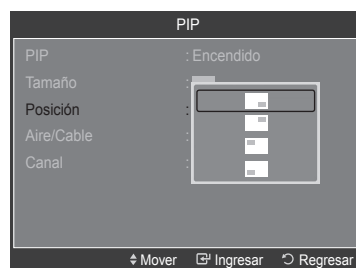 PIP
PIP : Encendido
Tamaño :
Posición :
Aire/Cable :
Canal :
Mover Ingresar Regresar